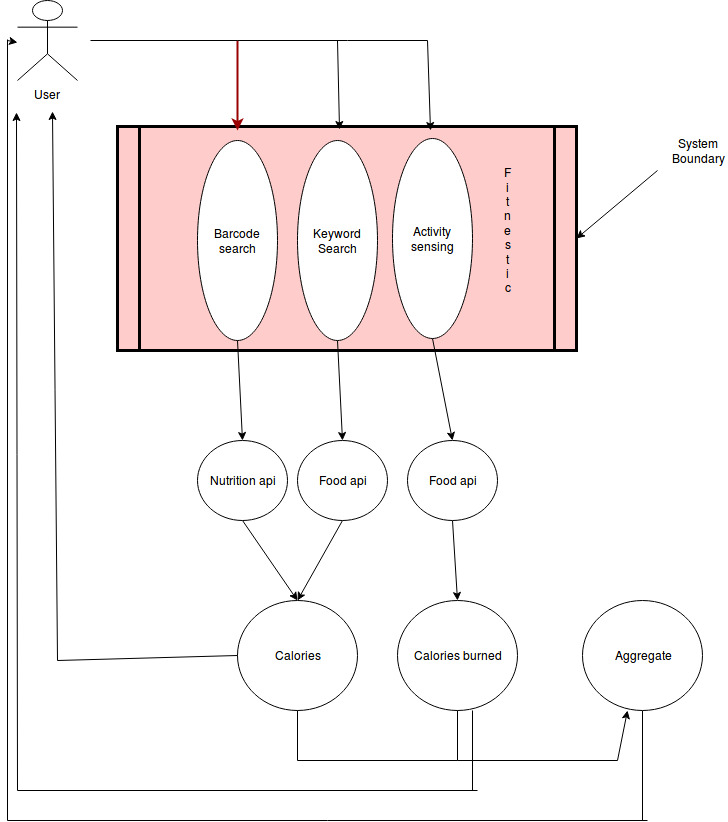 User
System
Boundary
Barcode
search
Keyword
Search
Activity
sensing
F
i
t
n
e
s
t
i
c
Nutrition api
Food api
Food api
Calories
Calories burned
Aggregate